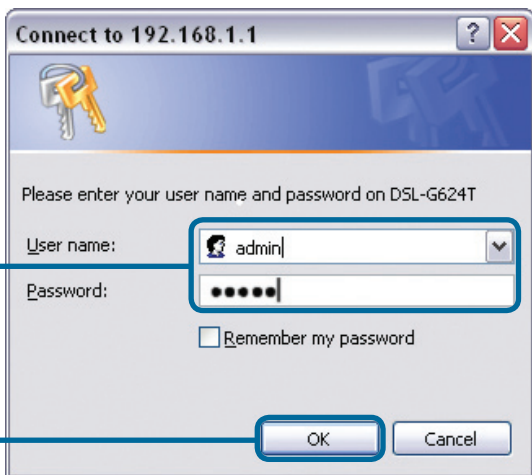 Connect to 192.168.1.1
?
Please enter your user name and password on DSL-G624T
User name:
admin
Password:
●●●●●
Remember my password
OK
Cancel